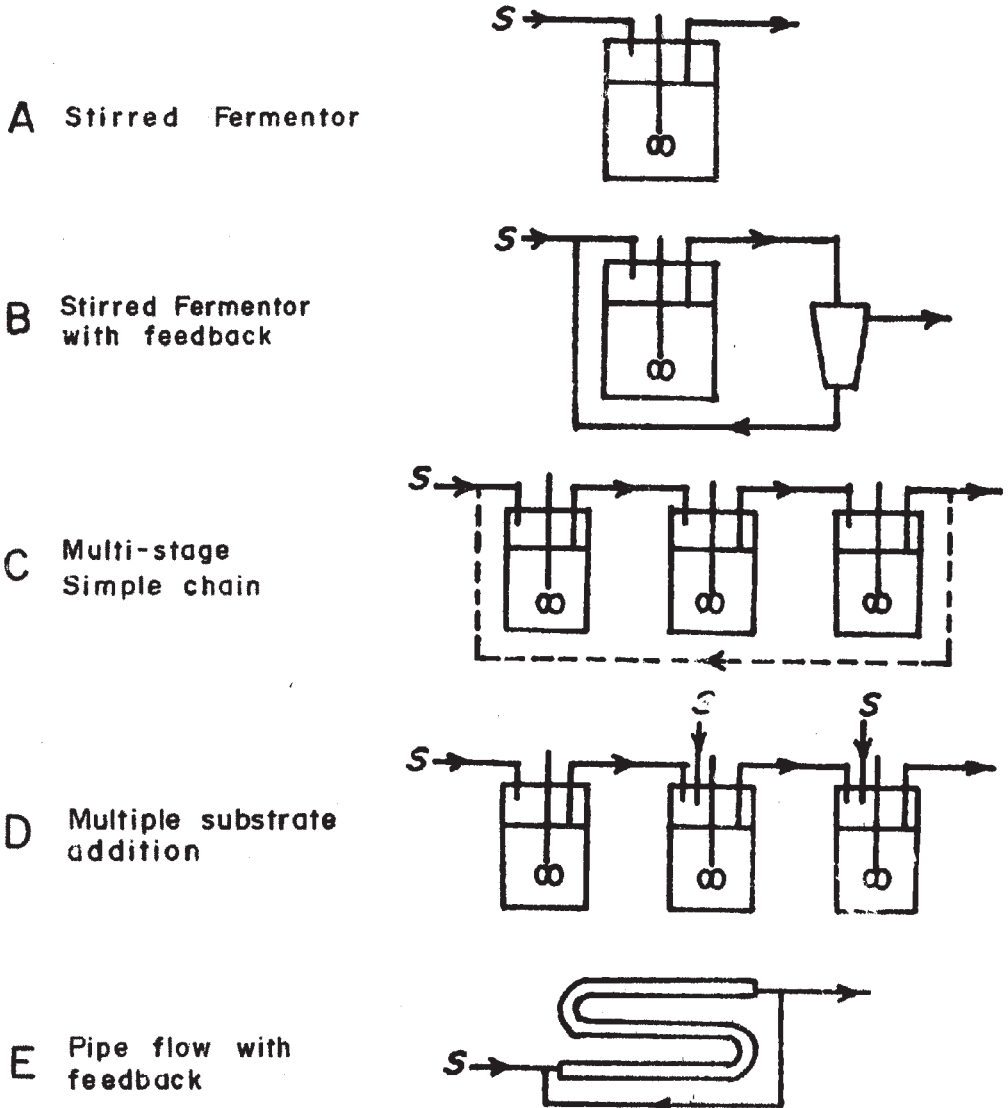 S
A Stirred Fermentor
S
B Stirred Fermentor
with feedback
S
C Multi-stage
Simple chain
S S
S
D Multiple substrate
addition
E Pipe flow with
feedback
S